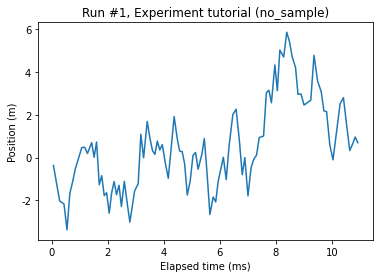 Run #1, Experiment tutorial (no_sample)
Position (m)
6
4
2
0
-2
0 2 4 6 8 10
Elapsed time (ms)